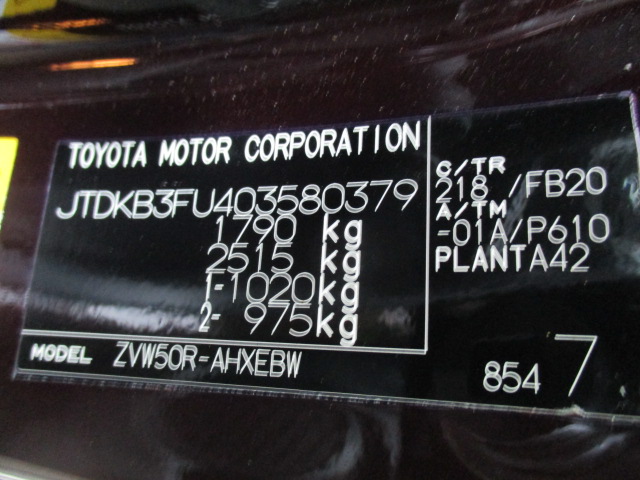 TOYOTA MOTOR CORPORATION
JTDKB3FU403580379
1790 kg
2515 kg
1-1020kg
2- 975kg
MODEL ZVW50R-AHXEBW
C/TR
218 /FB20
A/TM
-01A/P610
PLANTA42
854 7